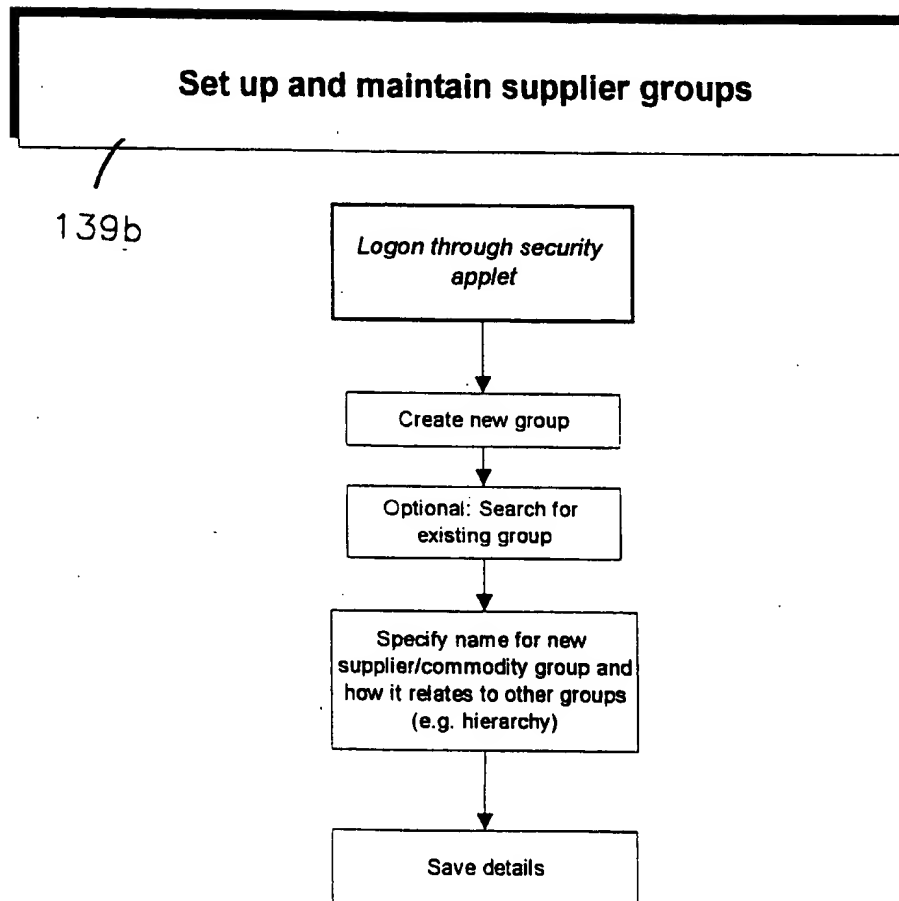 Set up and maintain supplier groups
139b
Logon through security
applet
Create new group
Optional: Search for
existing group
Specify name for new
supplier/commodity group and
how it relates to other groups
(e.g. hierarchy)
Save details